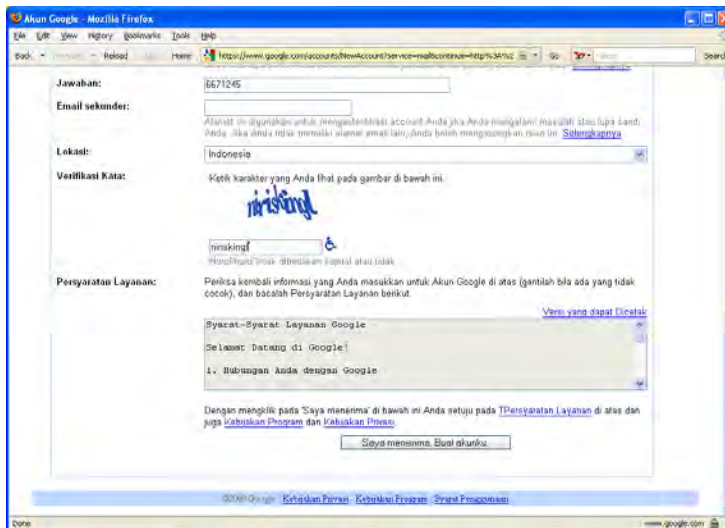 Akun Google - Mozilla Firefox
File Edit View History Bookmarks Tools Help
Back Reload Home https://www.google.com/accounts/NewAccount?service=mail&continue=http%3A%2 Go Search
Jawaban: 6671245
Email sekunder:
Alamat ini digunakan untuk mengautentikasi account Anda jika Anda mengalami masalah atau lupa sandi
Anda. Jika Anda tidak memiliki alamat email lain, Anda boleh mengosongkan isian ini. Selengkapnya
Lokasi: Indonesia
Verifikasi Kata: Ketik karakter yang Anda lihat pada gambar di bawah ini.
Hurufnya tidak dibedakan kapital atau tidak
Persyaratan Layanan: Periksa kembali informasi yang Anda masukkan untuk Akun Google di atas (gantilah bila ada yang tidak
cocok), dan bacalah Persyaratan Layanan berikut.
Versi yang dapat Dicetak
Syarat-Syarat Layanan Google
Selamat Datang di Google!
1. Hubungan Anda dengan Google
Dengan mengklik pada 'Saya menerima' di bawah ini Anda setuju pada TPersyaratan Layanan di atas dan
juga Kebijakan Program dan Kebijakan Privasi.
Saya menerima. Buat akunku.
©2009 Google - Kebijakan Privasi - Kebijakan Program - Syarat Penggunaan
Done www.google.com